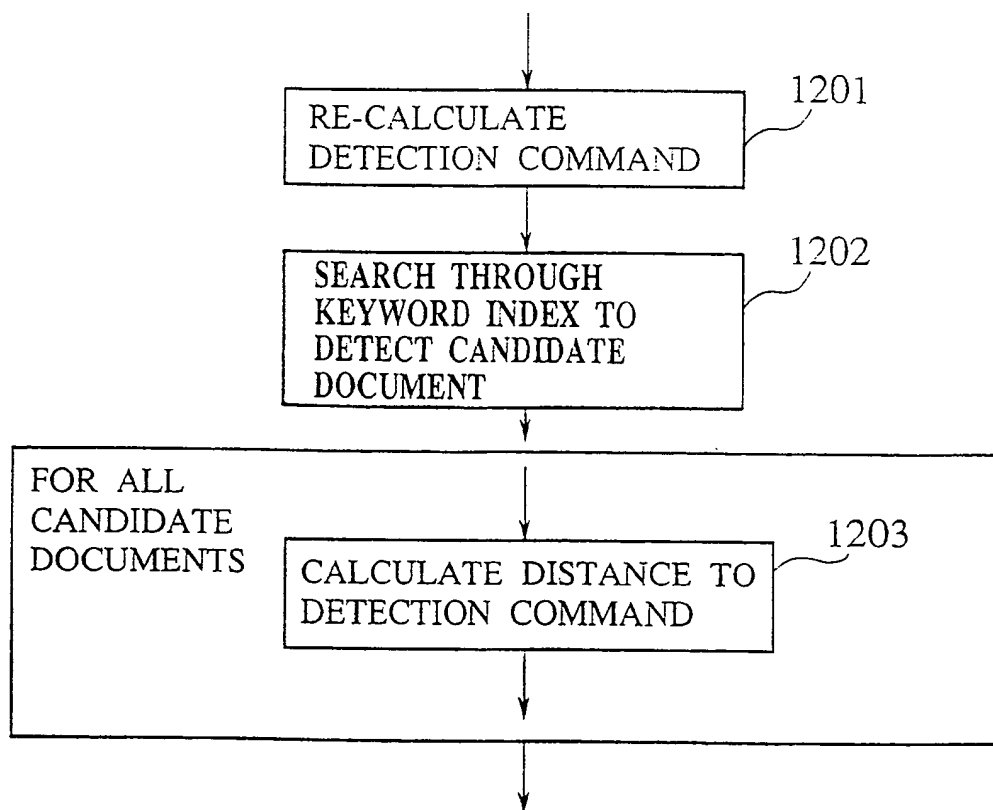 1201
RE-CALCULATE
DETECTION COMMAND
1202
SEARCH THROUGH
KEYWORD INDEX TO
DETECT CANDIDATE
DOCUMENT
FOR ALL
CANDIDATE
DOCUMENTS
1203
CALCULATE DISTANCE TO
DETECTION COMMAND